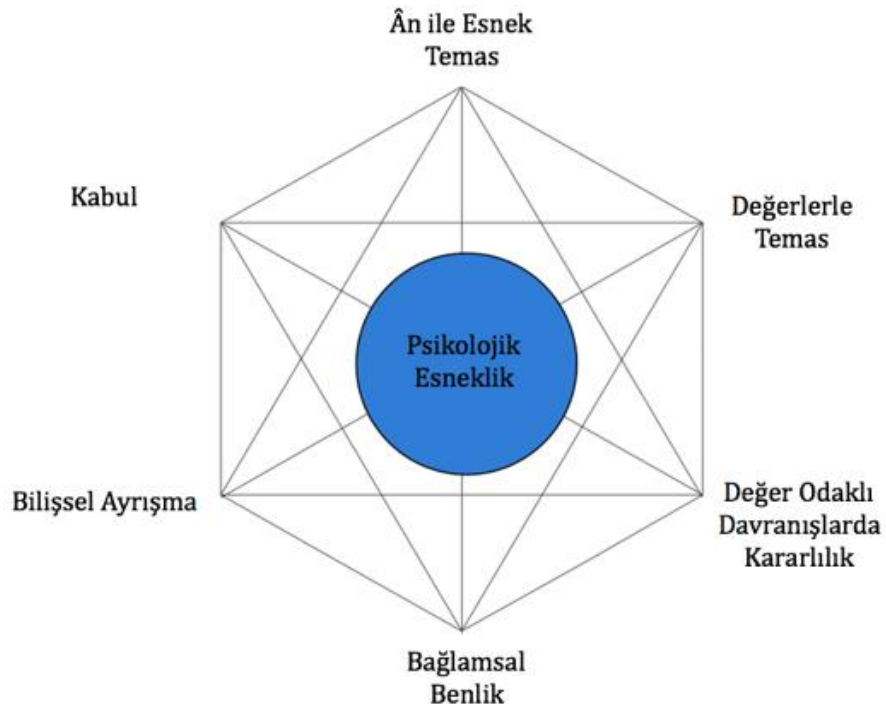 Ân ile Esnek
Temas
Kabul
Değerlerle
Temas
Psikolojik
Esneklik
Bilişsel Ayrışma
Değer Odaklı
Davranışlarda
Kararlılık
Bağlamsal
Benlik